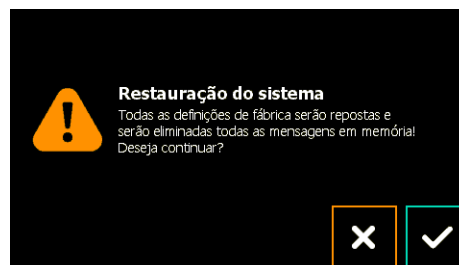 Restauração do sistema
Todas as definições de fábrica serão repostas e
serão eliminadas todas as mensagens em memória!
Deseja continuar?